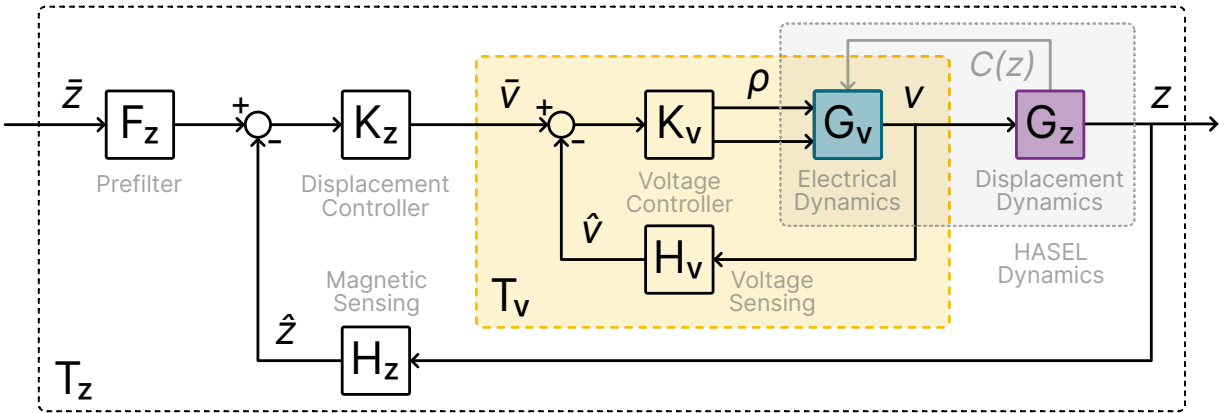 z̄
F_z
Prefilter
+
-
K_z
Displacement
Controller
v̄
+
-
K_v
Voltage
Controller
ρ
G_v
Electrical
Dynamics
C(z)
v
G_z
Displacement
Dynamics
z
HASEL
Dynamics
v̂
H_v
Voltage
Sensing
T_v
Magnetic
Sensing
ẑ
H_z
T_z